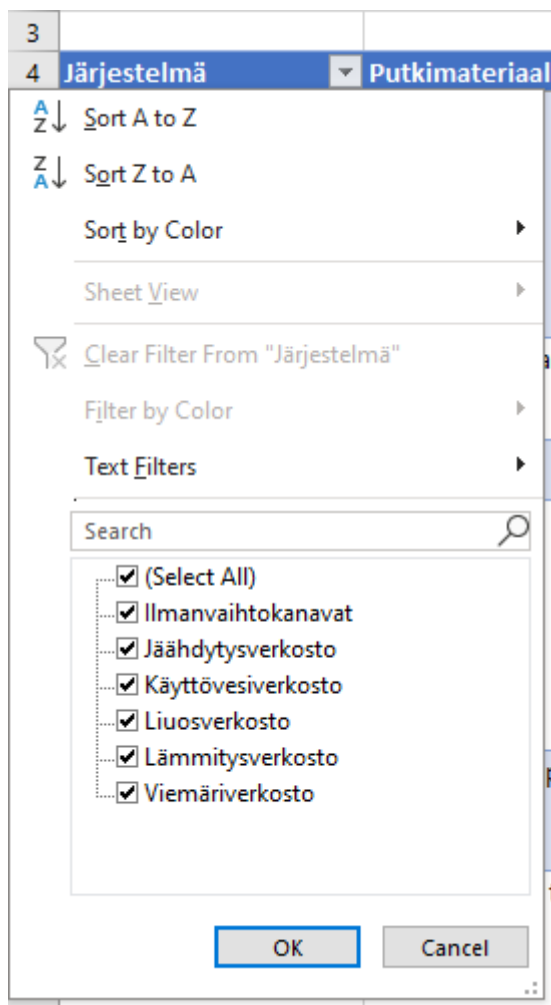 3
4 Järjestelmä Putkimateriaal
A Z Sort A to Z
Z A Sort Z to A
Sort by Color
Sheet View
Clear Filter From "Järjestelmä"
Filter by Color
Text Filters
Search
(Select All)
Ilmanvaihtokanavat
Jäähdytysverkosto
Käyttövesiverkosto
Liuosverkosto
Lämmitysverkosto
Viemäriverkosto
OK Cancel